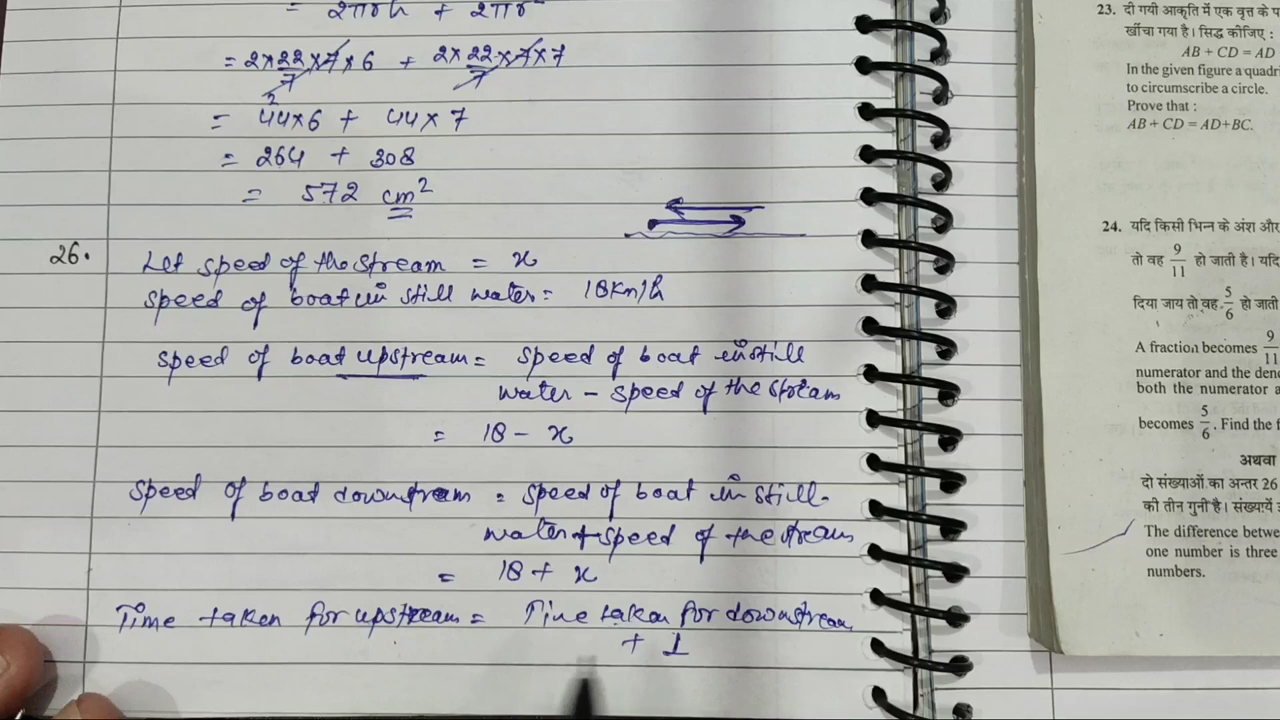 = 2πrh + 2πr
= 2×22×7×6 + 2×22×7×7
7 7
2
= 44×6 + 44×7
= 264 + 308
= 572 cm²
26.
Let speed of the stream = x
speed of boat in still water = 18km/h
speed of boat upstream = speed of boat in still
water - speed of the stream
= 18 - x
speed of boat downstream = speed of boat in still-
water + speed of the stream
= 18 + x
Time taken for upstream = Time taken for downstream
+ 1
23. दी गयी आकृति में एक वृत्त के प
खींचा गया है। सिद्ध कीजिए :
AB + CD = AD
In the given figure a quadri
to circumscribe a circle.
Prove that :
AB + CD = AD+BC.
24. यदि किसी भिन्न के अंश और
तो वह 9/11 हो जाती है। यदि
दिया जाय तो वह 5/6 हो जाती
A fraction becomes 9/11
numerator and the deno
both the numerator a
becomes 5/6. Find the f
अथवा
दो संख्याओं का अन्तर 26
की तीन गुनी है। संख्यायें
The difference betwe
one number is three
numbers.